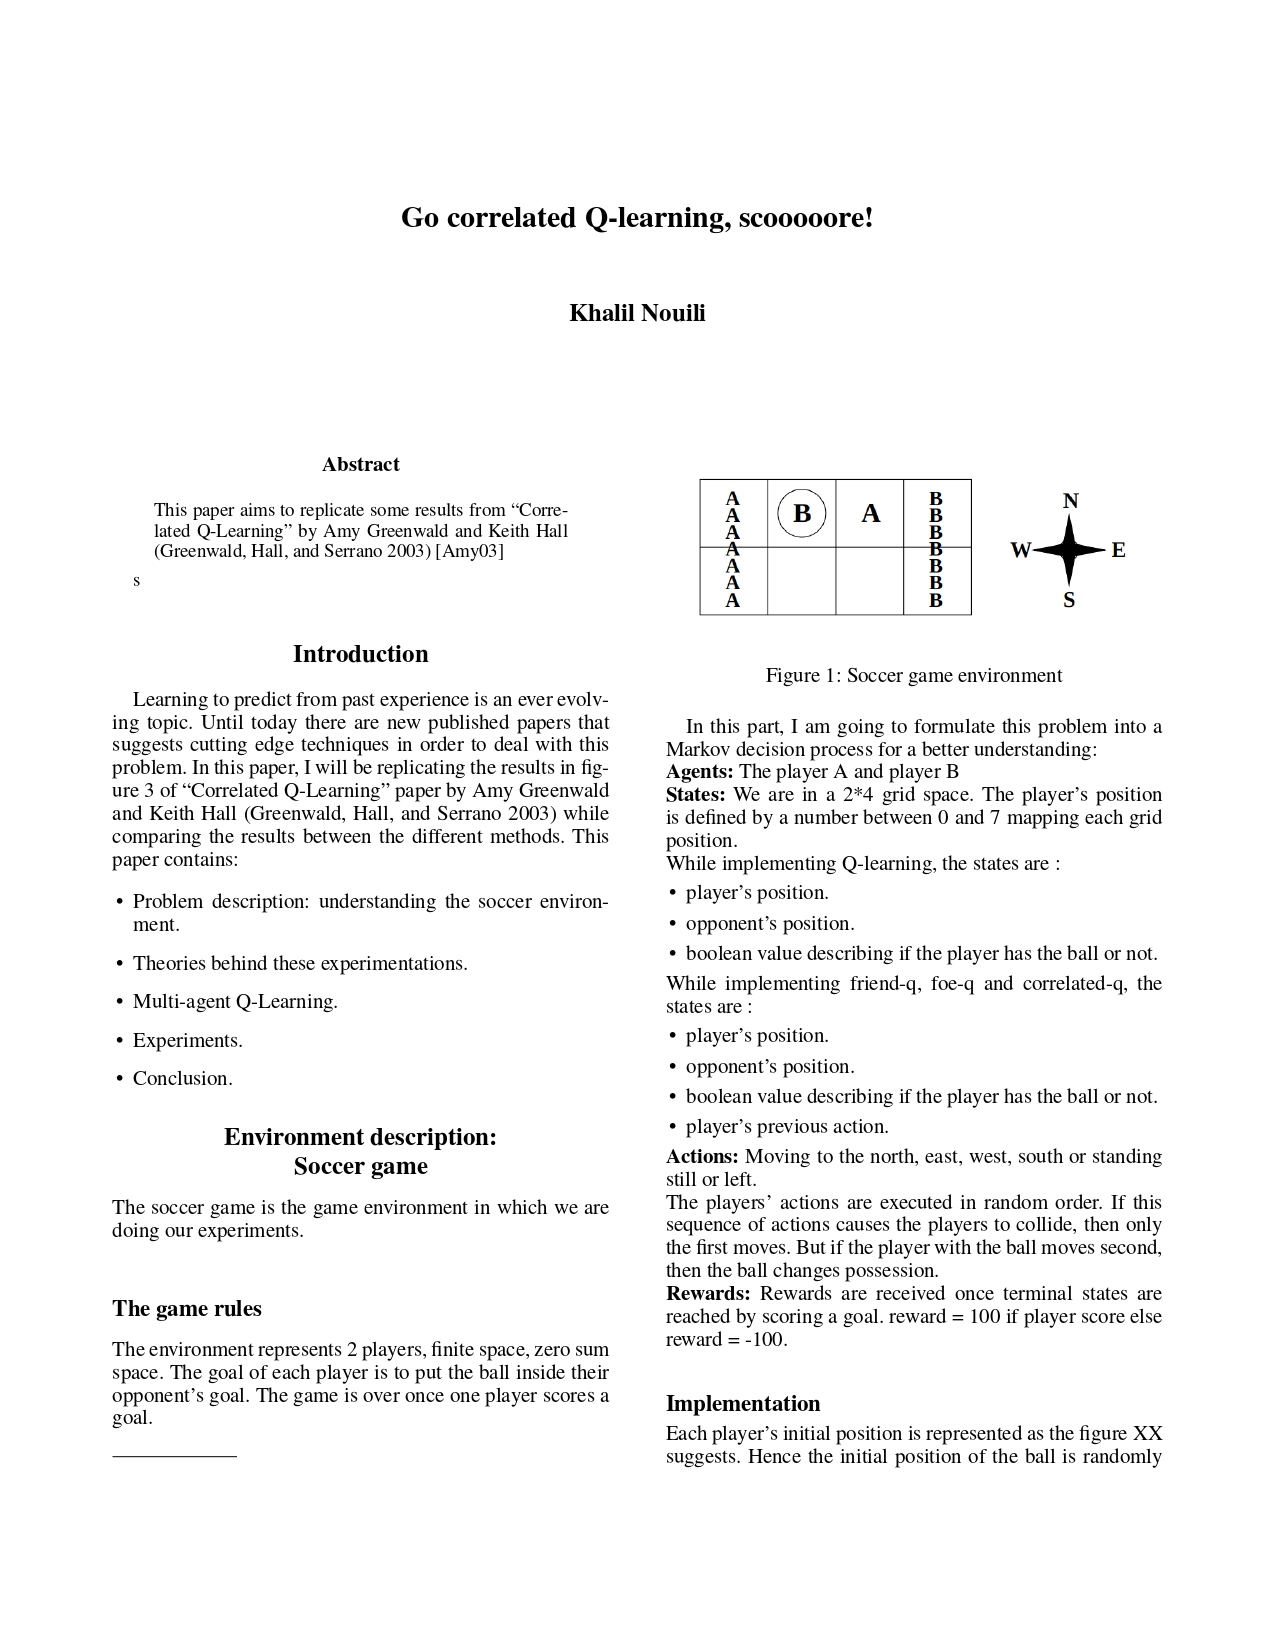 Go correlated Q-learning, scooooore!
Khalil Nouili
Abstract
This paper aims to replicate some results from “Corre-
lated Q-Learning” by Amy Greenwald and Keith Hall
(Greenwald, Hall, and Serrano 2003) [Amy03]
s
Introduction
Learning to predict from past experience is an ever evolv-
ing topic. Until today there are new published papers that
suggests cutting edge techniques in order to deal with this
problem. In this paper, I will be replicating the results in fig-
ure 3 of “Correlated Q-Learning” paper by Amy Greenwald
and Keith Hall (Greenwald, Hall, and Serrano 2003) while
comparing the results between the different methods. This
paper contains:
• Problem description: understanding the soccer environ-
ment.
• Theories behind these experimentations.
• Multi-agent Q-Learning.
• Experiments.
• Conclusion.
Environment description:
Soccer game
The soccer game is the game environment in which we are
doing our experiments.
The game rules
The environment represents 2 players, finite space, zero sum
space. The goal of each player is to put the ball inside their
opponent’s goal. The game is over once one player scores a
goal.
A B A B N
A B
A B
A B W E
A B
A B
A B S
Figure 1: Soccer game environment
In this part, I am going to formulate this problem into a
Markov decision process for a better understanding:
Agents: The player A and player B
States: We are in a 2*4 grid space. The player’s position
is defined by a number between 0 and 7 mapping each grid
position.
While implementing Q-learning, the states are :
• player’s position.
• opponent’s position.
• boolean value describing if the player has the ball or not.
While implementing friend-q, foe-q and correlated-q, the
states are :
• player’s position.
• opponent’s position.
• boolean value describing if the player has the ball or not.
• player’s previous action.
Actions: Moving to the north, east, west, south or standing
still or left.
The players’ actions are executed in random order. If this
sequence of actions causes the players to collide, then only
the first moves. But if the player with the ball moves second,
then the ball changes possession.
Rewards: Rewards are received once terminal states are
reached by scoring a goal. reward = 100 if player score else
reward = -100.
Implementation
Each player’s initial position is represented as the figure XX
suggests. Hence the initial position of the ball is randomly